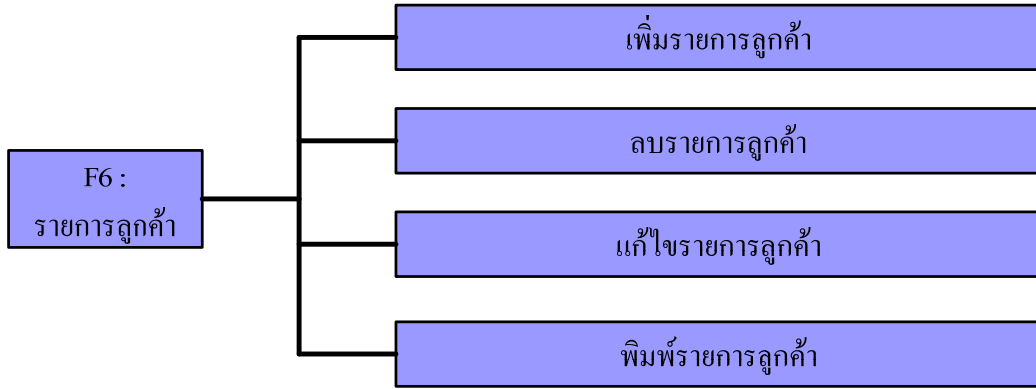 เพิ่มรายการลูกค้า
ลบรายการลูกค้า
F6 :
รายการลูกค้า
แก้ไขรายการลูกค้า
พิมพ์รายการลูกค้า